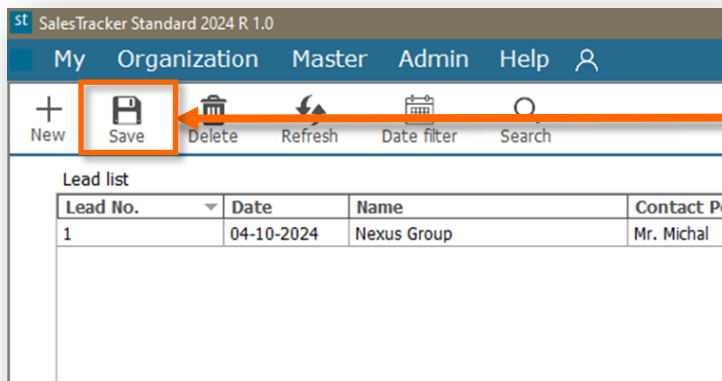 st SalesTracker Standard 2024 R 1.0
My Organization Master Admin Help
New Save Delete Refresh Date filter Search
Lead list
Lead No. Date Name Contact
1 04-10-2024 Nexus Group Mr. Michal